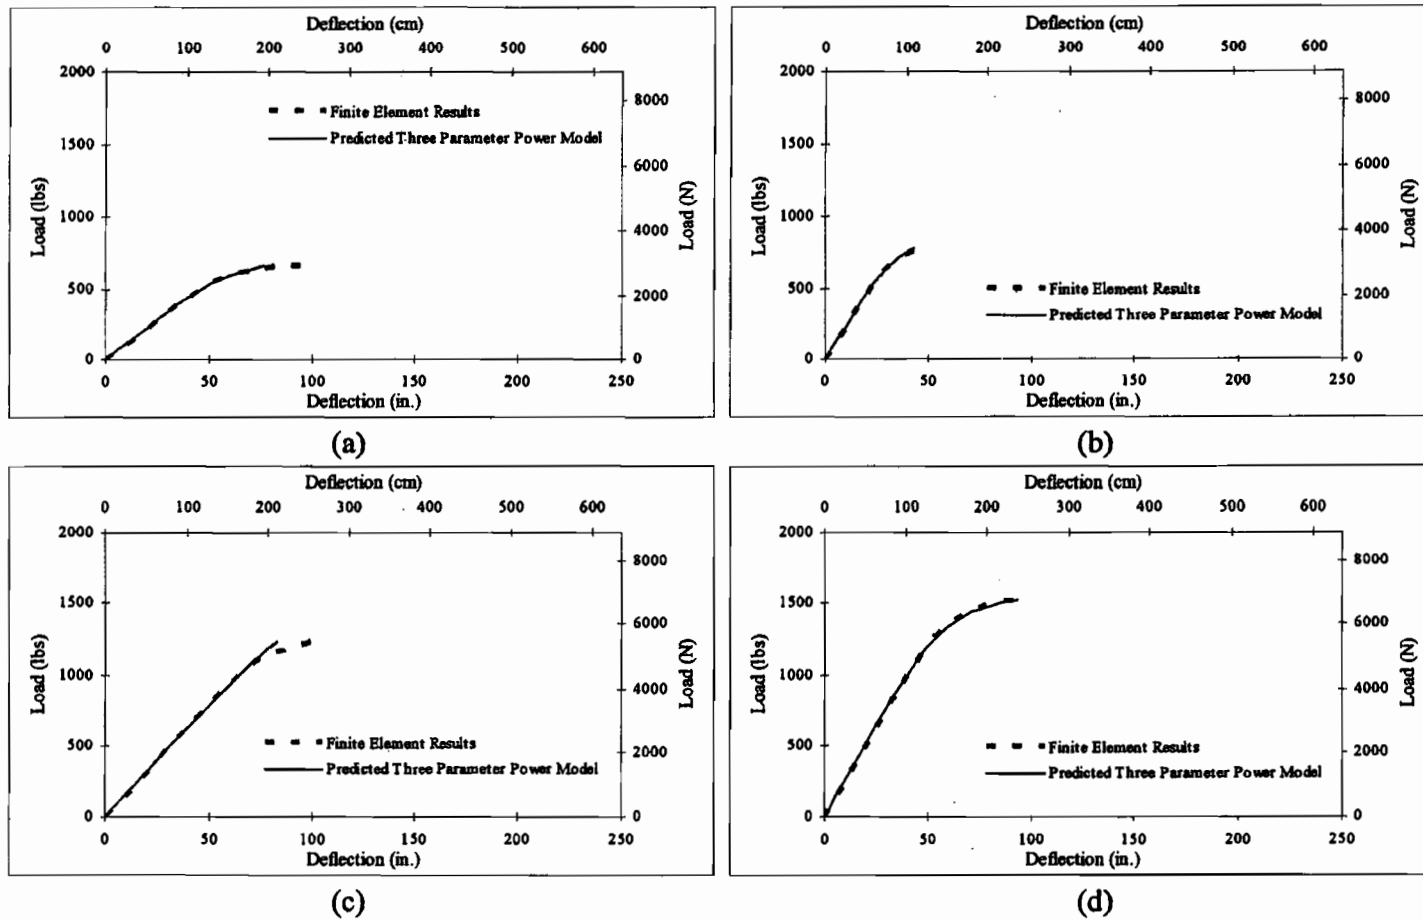 Deflection (cm)
0 100 200 300 400 500 600
2000
1500
1000
500
0
Load (lbs)
8000
6000
4000
2000
0
Load (N)
Finite Element Results
Predicted Three Parameter Power Model
0 50 100 150 200 250
Deflection (in.)
(a)
Deflection (cm)
0 100 200 300 400 500 600
2000
1500
1000
500
0
Load (lbs)
8000
6000
4000
2000
0
Load (N)
Finite Element Results
Predicted Three Parameter Power Model
0 50 100 150 200 250
Deflection (in.)
(b)
Deflection (cm)
0 100 200 300 400 500 600
2000
1500
1000
500
0
Load (lbs)
8000
6000
4000
2000
0
Load (N)
Finite Element Results
Predicted Three Parameter Power Model
0 50 100 150 200 250
Deflection (in.)
(c)
Deflection (cm)
0 100 200 300 400 500 600
2000
1500
1000
500
0
Load (lbs)
8000
6000
4000
2000
0
Load (N)
Finite Element Results
Predicted Three Parameter Power Model
0 50 100 150 200 250
Deflection (in.)
(d)